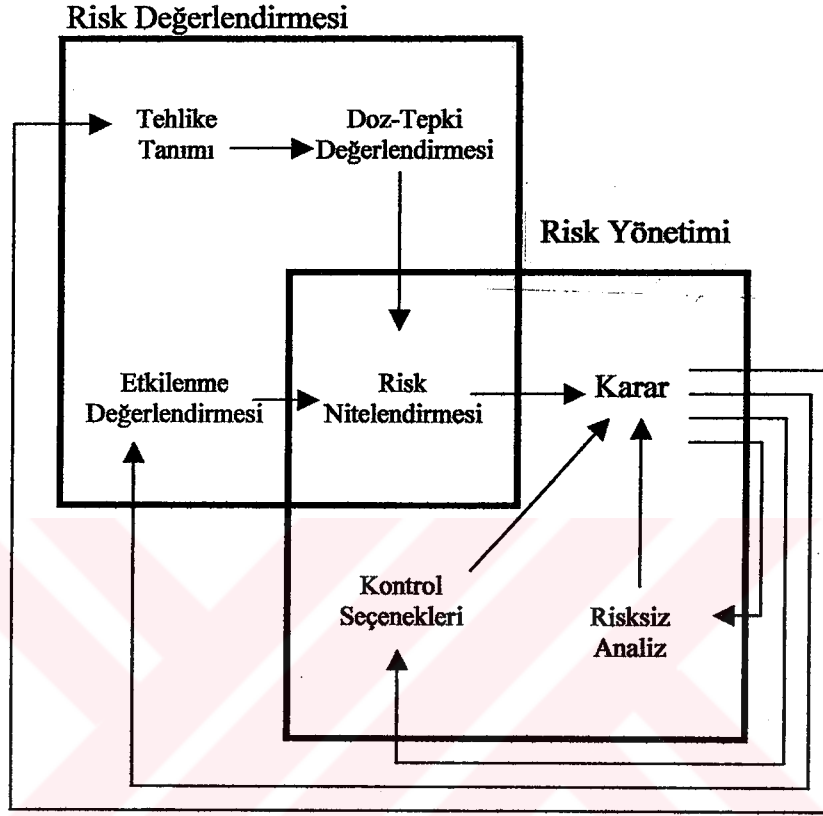 Risk Değerlendirmesi
Tehlike
Tanımı
Doz-Tepki
Değerlendirmesi
Risk Yönetimi
Etkilenme
Değerlendirmesi
Risk
Nitelendirmesi
Karar
Kontrol
Seçenekleri
Risksiz
Analiz